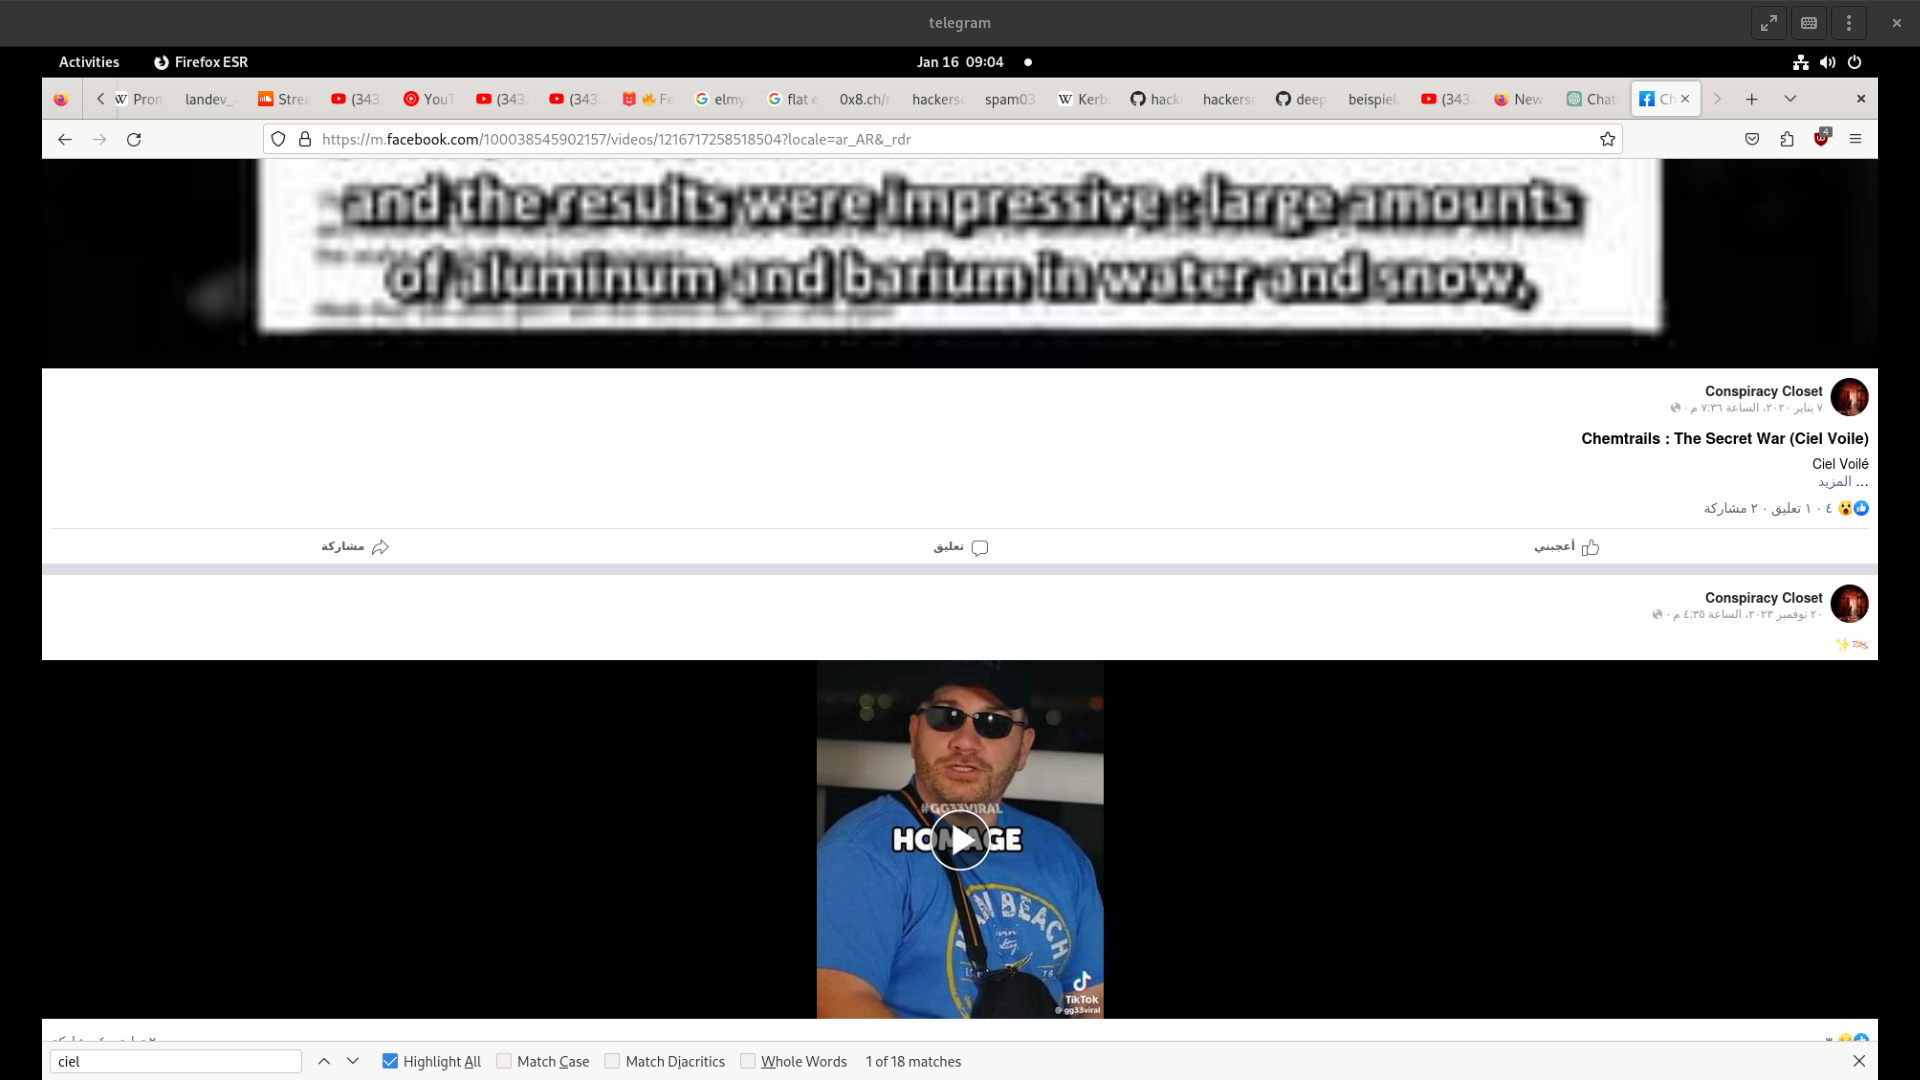 telegram
Activities
Firefox ESR
Jan 16 09:04
Pron
landev_
Strea
(343
YouT
(343
(343
Fe
elmy
flat e
0x8.ch/r
hackersc
spam03
Kerb
hack
hackersc
deep
beispiel
(343
New
Chat
Ch
https://m.facebook.com/100038545902157/videos/1216717258518504?locale=ar_AR&_rdr
4
and the results were impressive : large amounts
of aluminum and barium in water and snow,
Conspiracy Closet
٧ يناير ٢٠٢٠، الساعة ٧:٣٦ م ·
Chemtrails : The Secret War (Ciel Voile)
Ciel Voilé
... المزيد
٤ · ١ تعليق · ٢ مشاركة
أعجبني
تعليق
مشاركة
Conspiracy Closet
٢٠ نوفمبر ٢٠٢٣، الساعة ٤:٣٥ م ·
✨
#GG33VIRAL
HOMAGE
BEACH
TikTok
@gg33viral
ciel
Highlight All
Match Case
Match Diacritics
Whole Words
1 of 18 matches